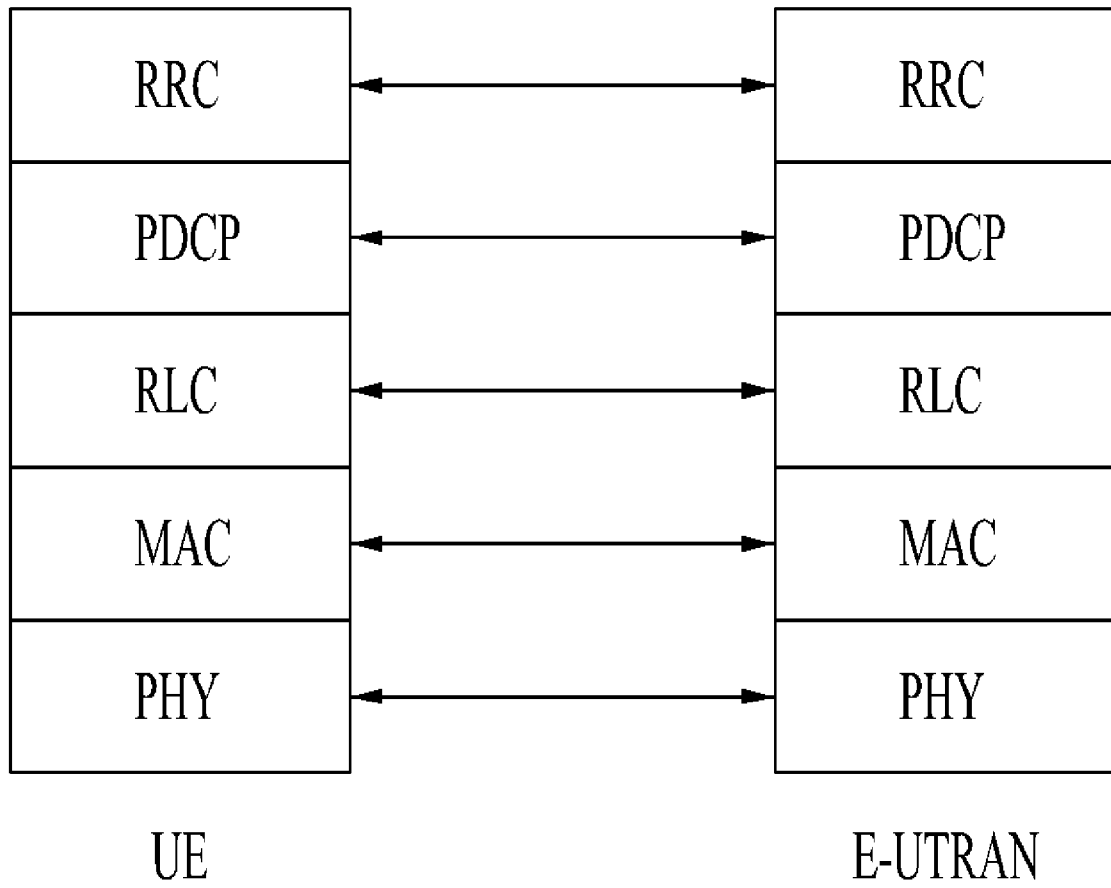 RRC RRC
PDCP PDCP
RLC RLC
MAC MAC
PHY PHY
UE E-UTRAN